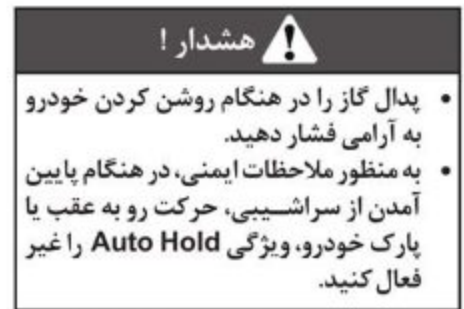 هشدار !
• پدال گاز را در هنگام روشن کردن خودرو
به آرامی فشار دهید.
• به منظور ملاحظات ایمنی، در هنگام پایین
آمدن از سراشــیبی، حرکت رو به عقب یا
پارک خودرو، ویژگی Auto Hold را غیر
فعال کنید.